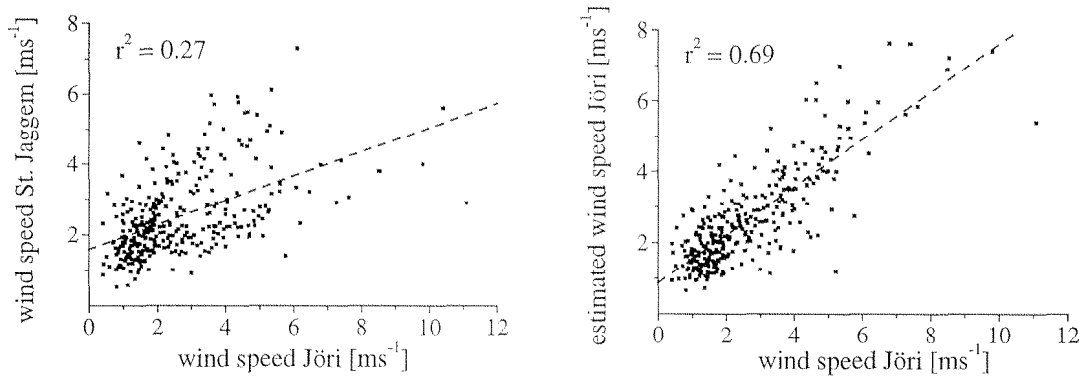 wind speed St. Jaggem [ms⁻¹]
8
6
4
2
r² = 0.27
0 2 4 6 8 10 12
wind speed Jöri [ms⁻¹]
estimated wind speed Jöri [ms⁻¹]
8
6
4
2
r² = 0.69
0 2 4 6 8 10 12
wind speed Jöri [ms⁻¹]